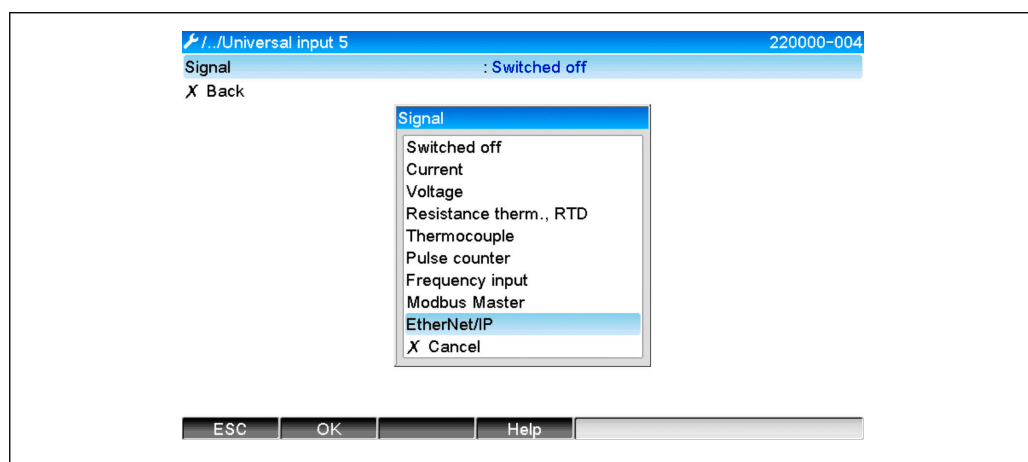 /../Universal input 5 220000-004
Signal : Switched off
X Back
Signal
Switched off
Current
Voltage
Resistance therm., RTD
Thermocouple
Pulse counter
Frequency input
Modbus Master
EtherNet/IP
X Cancel
ESC OK Help